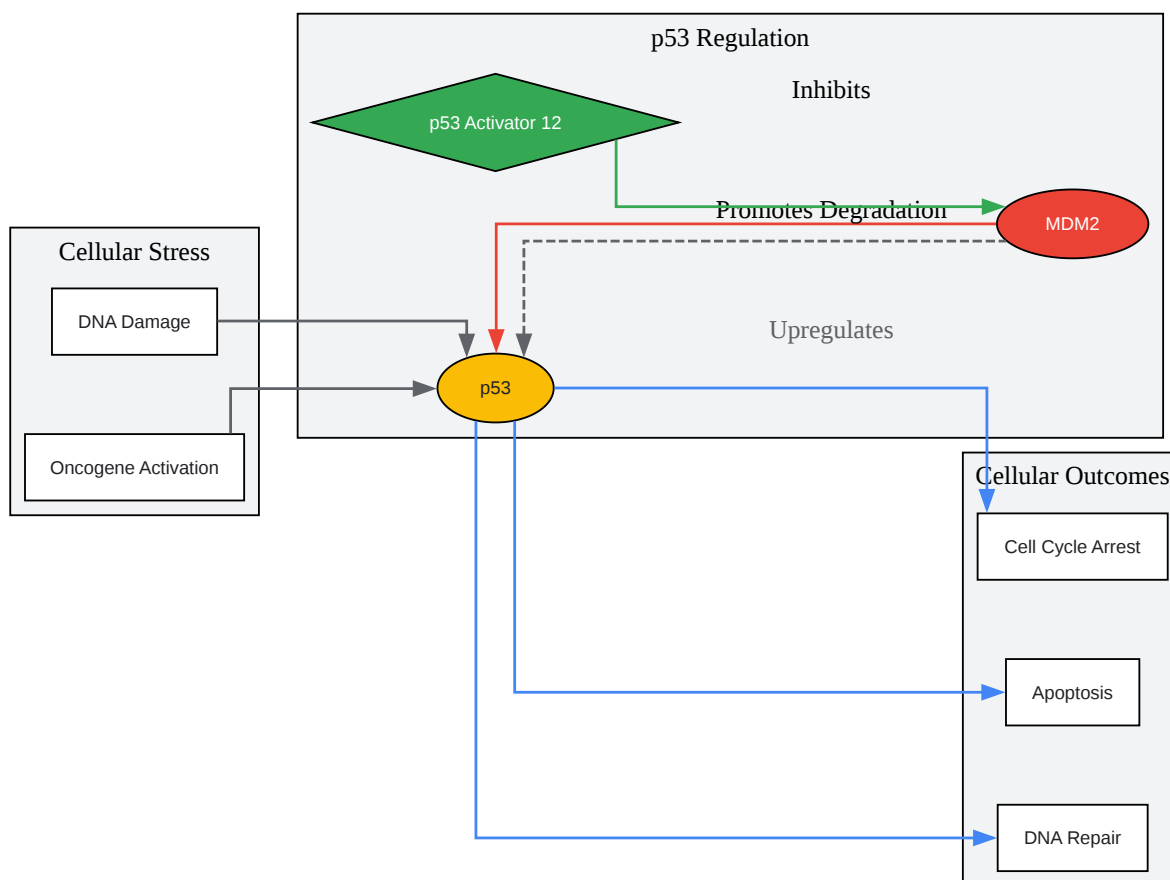 p53 Regulation
Inhibits
p53 Activator 12
Promotes Degradation
MDM2
Cellular Stress
DNA Damage
Upregulates
p53
Oncogene Activation
Cellular Outcomes
Cell Cycle Arrest
Apoptosis
DNA Repair